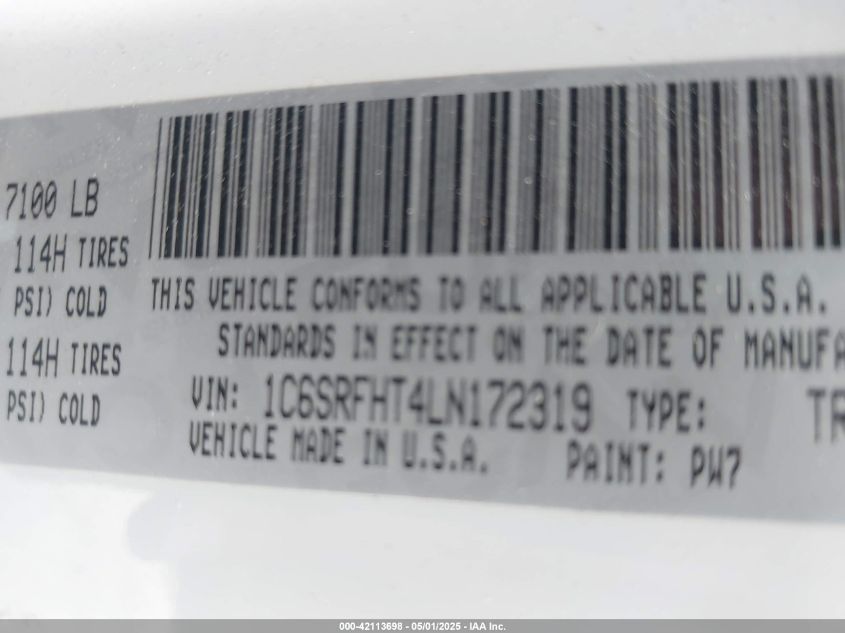 7100 LB
114H TIRES
PSI) COLD
114H TIRES
PSI) COLD
THIS VEHICLE CONFORMS TO ALL APPLICABLE U.S.A.
STANDARDS IN EFFECT ON THE DATE OF MANUFA
VIN: 1C6SRFHT4LN172319 TYPE: TR
VEHICLE MADE IN U.S.A. PAINT: PW7
000-42113698 - 05/01/2025 - IAA Inc.